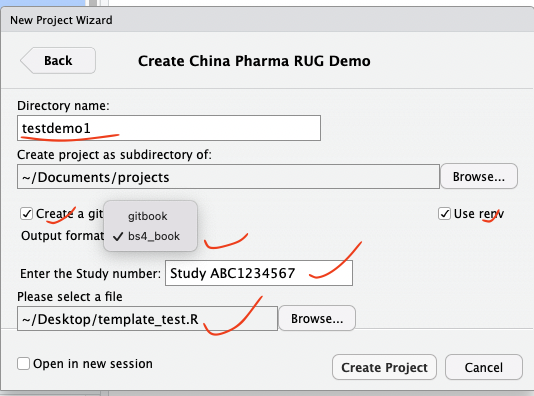 New Project Wizard
Back
Create China Pharma RUG Demo
Directory name:
testdemo1
Create project as subdirectory of:
~/Documents/projects
Browse...
Create a git
gitbook
Use renv
Output format
bs4_book
Enter the Study number:
Study ABC1234567
Please select a file
~/Desktop/template_test.R
Browse...
Open in new session
Create Project
Cancel